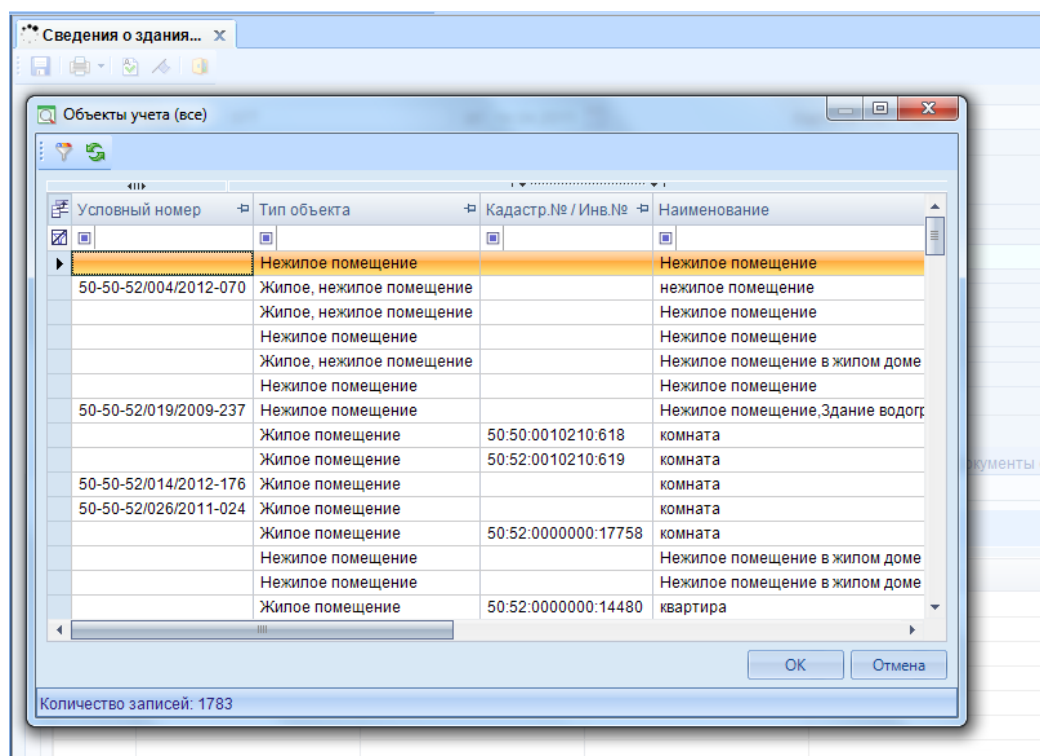 Сведения о здания... x
Объекты учета (все)
Условный номер Тип объекта Кадастр.№ / Инв.№ Наименование
Нежилое помещение Нежилое помещение
50-50-52/004/2012-070 Жилое, нежилое помещение нежилое помещение
Жилое, нежилое помещение Нежилое помещение
Нежилое помещение Нежилое помещение
Жилое, нежилое помещение Нежилое помещение в жилом доме
Нежилое помещение Нежилое помещение
50-50-52/019/2009-237 Нежилое помещение Нежилое помещение,Здание водогр
Жилое помещение 50:50:0010210:618 комната
Жилое помещение 50:52:0010210:619 комната
50-50-52/014/2012-176 Жилое помещение комната
50-50-52/026/2011-024 Жилое помещение комната
Жилое помещение 50:52:0000000:17758 комната
Нежилое помещение Нежилое помещение в жилом доме
Нежилое помещение Нежилое помещение в жилом доме
Жилое помещение 50:52:0000000:14480 квартира
OK Отмена
Количество записей: 1783